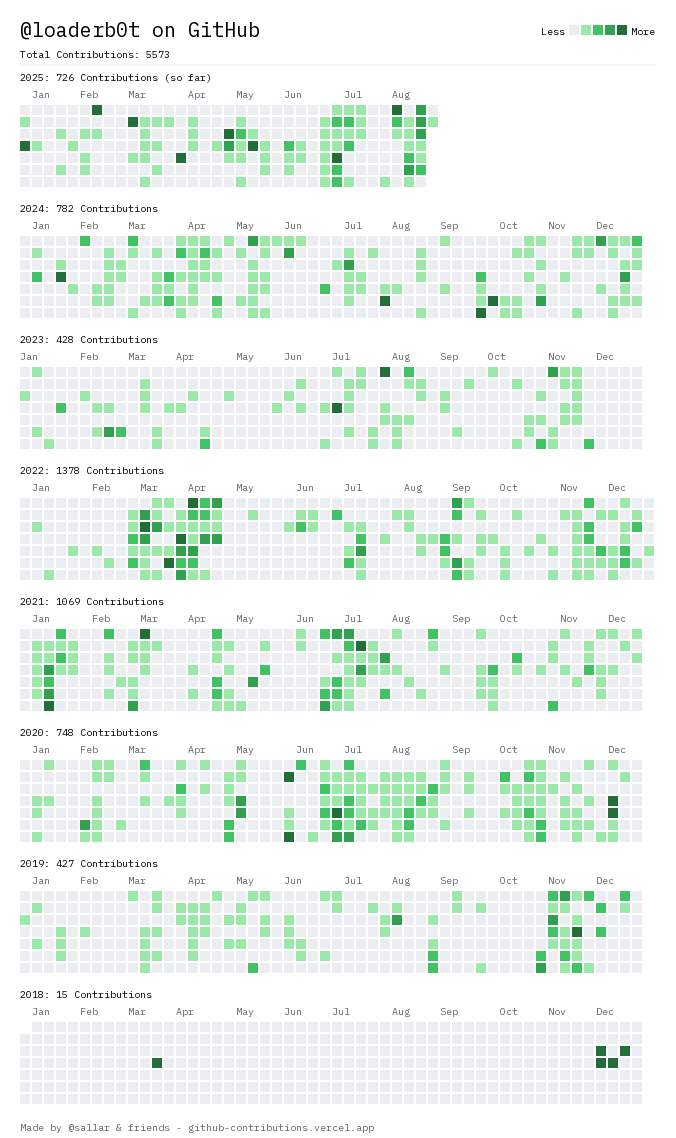 @loaderb0t on GitHub
Less More
Total Contributions: 5573
2025: 726 Contributions (so far)
Jan Feb Mar Apr May Jun Jul Aug
2024: 782 Contributions
Jan Feb Mar Apr May Jun Jul Aug Sep Oct Nov Dec
2023: 428 Contributions
Jan Feb Mar Apr May Jun Jul Aug Sep Oct Nov Dec
2022: 1378 Contributions
Jan Feb Mar Apr May Jun Jul Aug Sep Oct Nov Dec
2021: 1069 Contributions
Jan Feb Mar Apr May Jun Jul Aug Sep Oct Nov Dec
2020: 748 Contributions
Jan Feb Mar Apr May Jun Jul Aug Sep Oct Nov Dec
2019: 427 Contributions
Jan Feb Mar Apr May Jun Jul Aug Sep Oct Nov Dec
2018: 15 Contributions
Jan Feb Mar Apr May Jun Jul Aug Sep Oct Nov Dec
Made by @sallar & friends - github-contributions.vercel.app